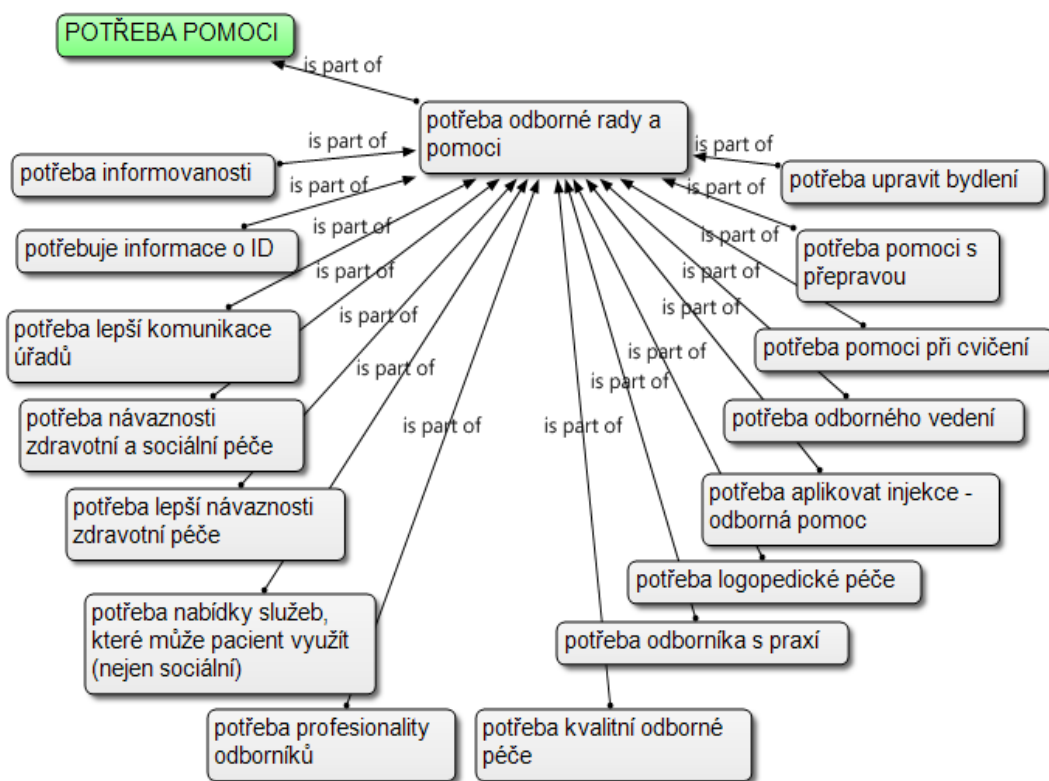 POTŘEBA POMOCI
is part of
potřeba odborné rady a
pomoci
is part of
potřeba informovanosti
is part of
potřeba upravit bydlení
is part of
potřebuje informace o ID
is part of
potřeba pomoci s
přepravou
is part of
potřeba lepší komunikace
úřadů
is part of
potřeba pomoci při cvičení
is part of
potřeba návaznosti
zdravotní a sociální péče
is part of
potřeba odborného vedení
is part of
potřeba lepší návaznosti
zdravotní péče
is part of
potřeba aplikovat injekce -
odborná pomoc
is part of
potřeba nabídky služeb,
které může pacient využít
(nejen sociální)
is part of
potřeba logopedické péče
is part of
potřeba odborníka s praxí
is part of
potřeba profesionality
odborníků
is part of
potřeba kvalitní odborné
péče
is part of